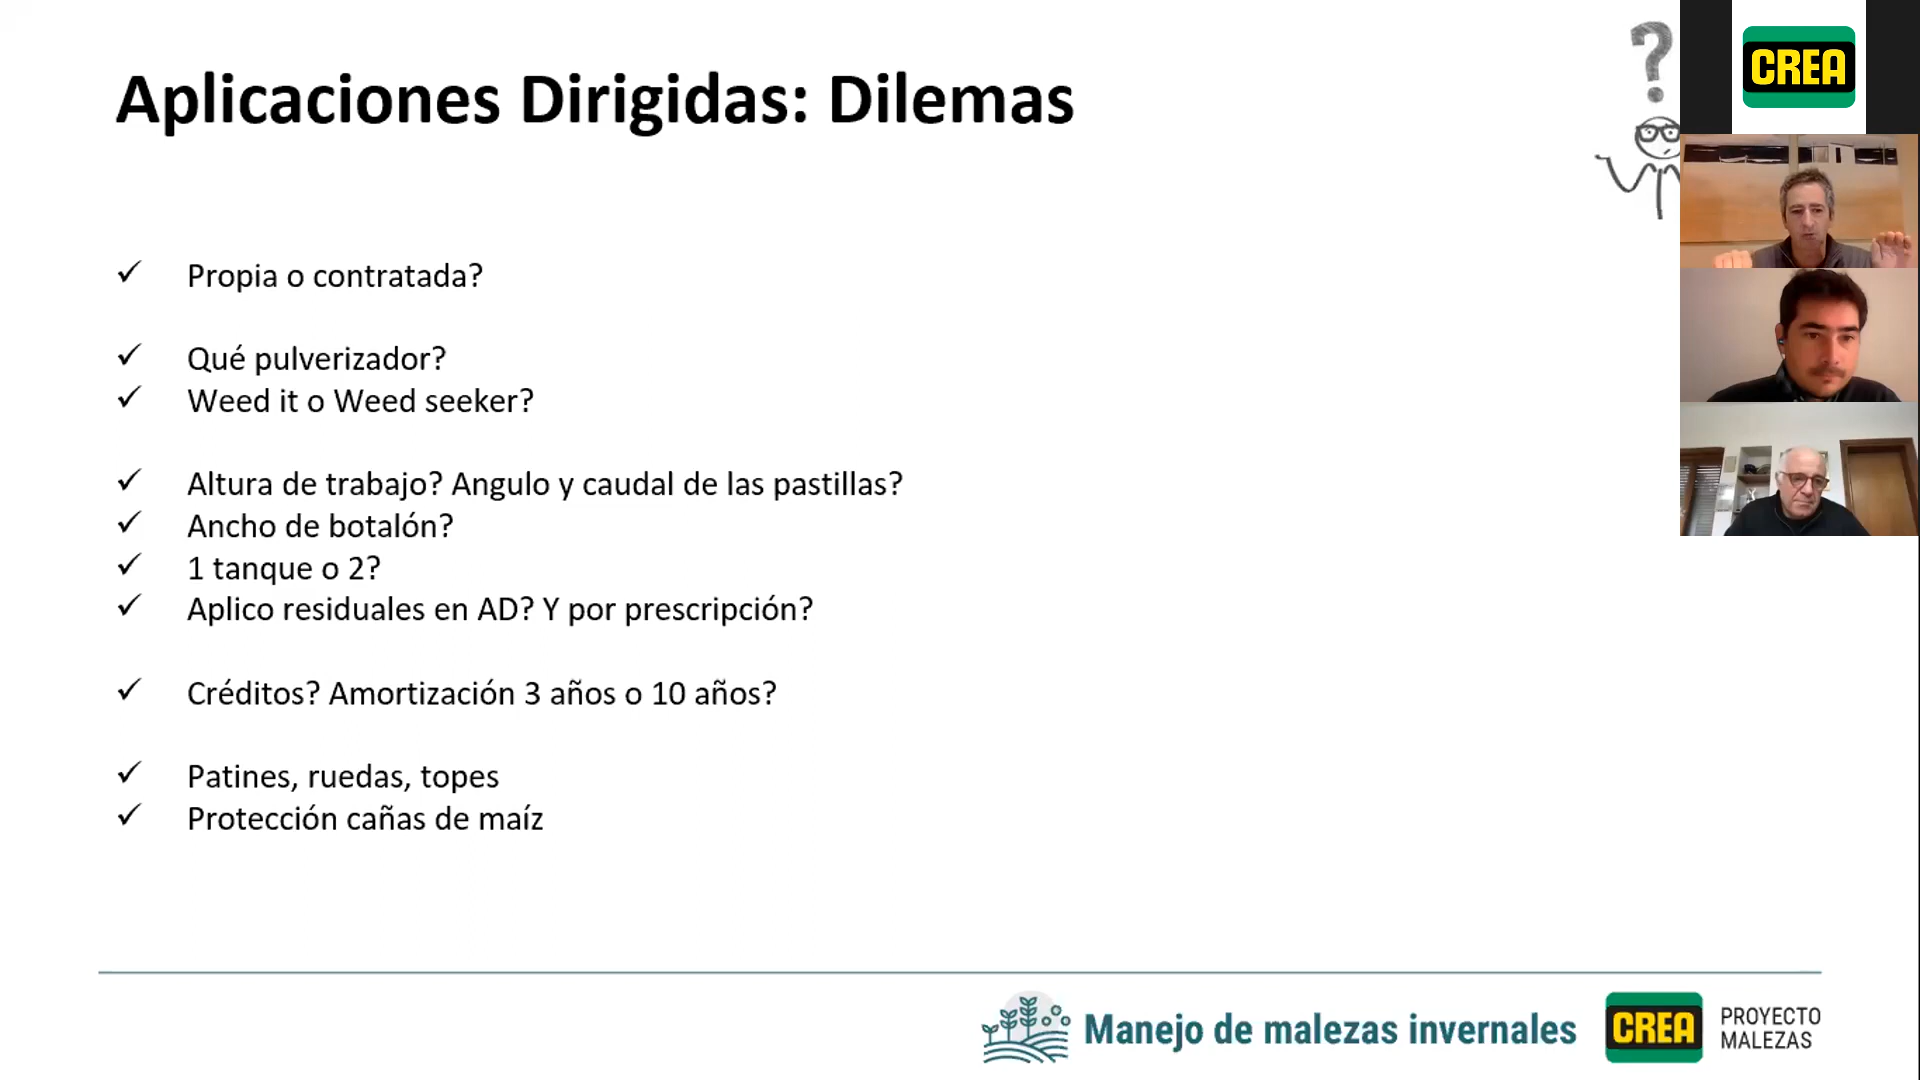 Aplicaciones Dirigidas: Dilemas
?
CREA
✓ Propia o contratada?
✓ Qué pulverizador?
✓ Weed it o Weed seeker?
✓ Altura de trabajo? Angulo y caudal de las pastillas?
✓ Ancho de botalón?
✓ 1 tanque o 2?
✓ Aplico residuales en AD? Y por prescripción?
✓ Créditos? Amortización 3 años o 10 años?
✓ Patines, ruedas, topes
✓ Protección cañas de maíz
Manejo de malezas invernales
CREA
PROYECTO
MALEZAS